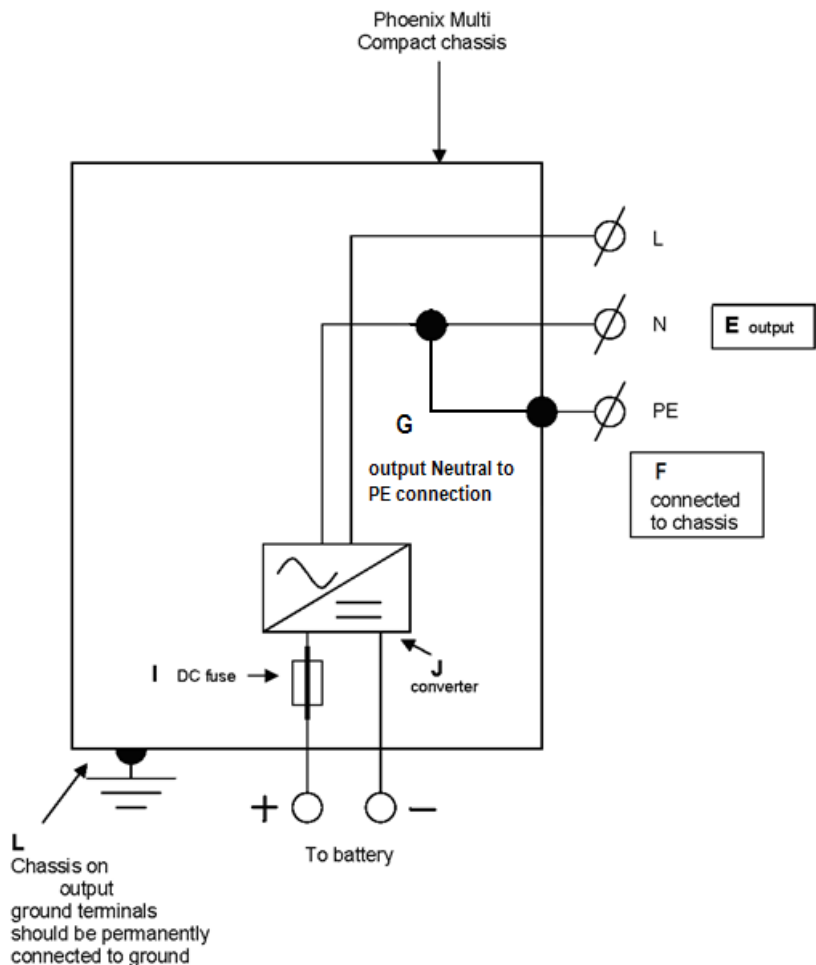 Phoenix Multi
Compact chassis
L
N
E output
PE
G
output Neutral to
PE connection
F
connected
to chassis
I DC fuse
J
converter
+
−
To battery
L
Chassis on
output
ground terminals
should be permanently
connected to ground